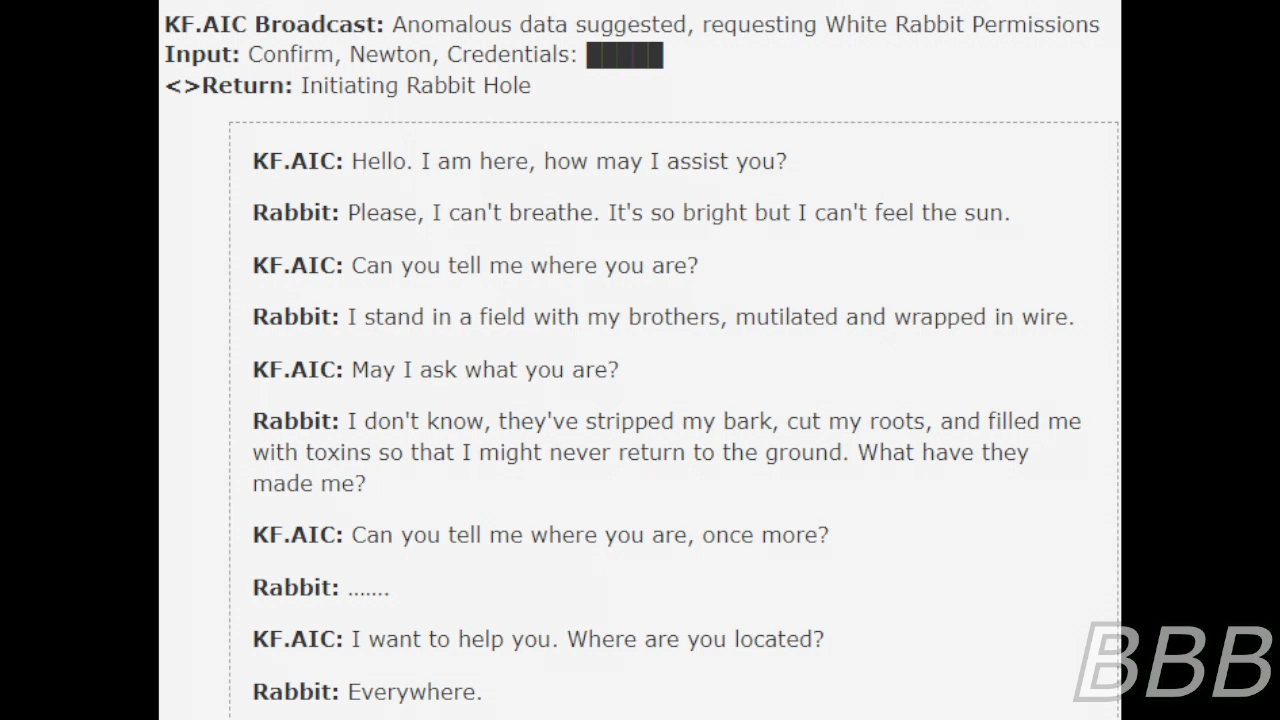 KF.AIC Broadcast: Anomalous data suggested, requesting White Rabbit Permissions
Input: Confirm, Newton, Credentials: █████
<>Return: Initiating Rabbit Hole
KF.AIC: Hello. I am here, how may I assist you?
Rabbit: Please, I can't breathe. It's so bright but I can't feel the sun.
KF.AIC: Can you tell me where you are?
Rabbit: I stand in a field with my brothers, mutilated and wrapped in wire.
KF.AIC: May I ask what you are?
Rabbit: I don't know, they've stripped my bark, cut my roots, and filled me
with toxins so that I might never return to the ground. What have they
made me?
KF.AIC: Can you tell me where you are, once more?
Rabbit: .......
KF.AIC: I want to help you. Where are you located?
Rabbit: Everywhere.
BBB